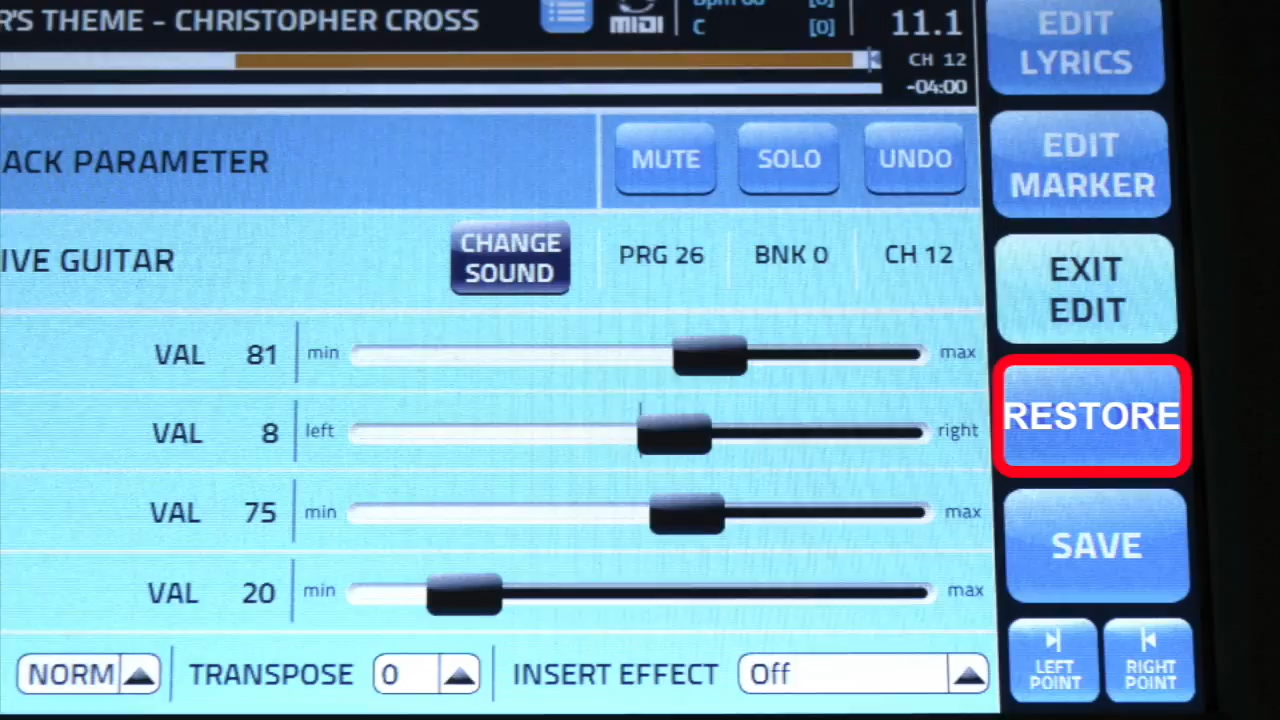 R'S THEME - CHRISTOPHER CROSS
MIDI
C
[0]
11.1
CH 12
-04:00
EDIT
LYRICS
ACK PARAMETER
MUTE
SOLO
UNDO
EDIT
MARKER
IVE GUITAR
CHANGE
SOUND
PRG 26
BNK 0
CH 12
EXIT
EDIT
VAL 81 min max
VAL 8 left right
RESTORE
VAL 75 min max
SAVE
VAL 20 min max
NORM
TRANSPOSE
0
INSERT EFFECT
Off
LEFT
POINT
RIGHT
POINT